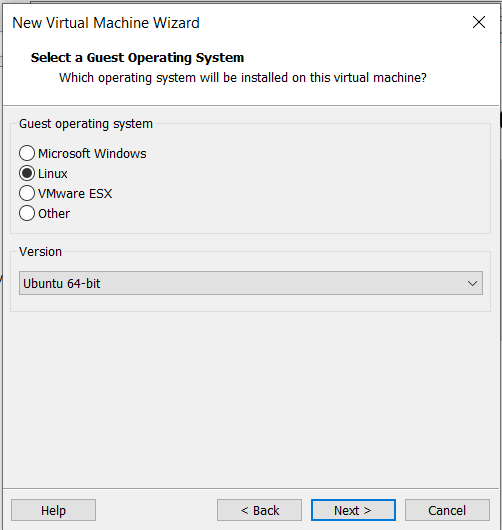 New Virtual Machine Wizard
Select a Guest Operating System
Which operating system will be installed on this virtual machine?
Guest operating system
Microsoft Windows
Linux
VMware ESX
Other
Version
Ubuntu 64-bit
Help
< Back
Next >
Cancel